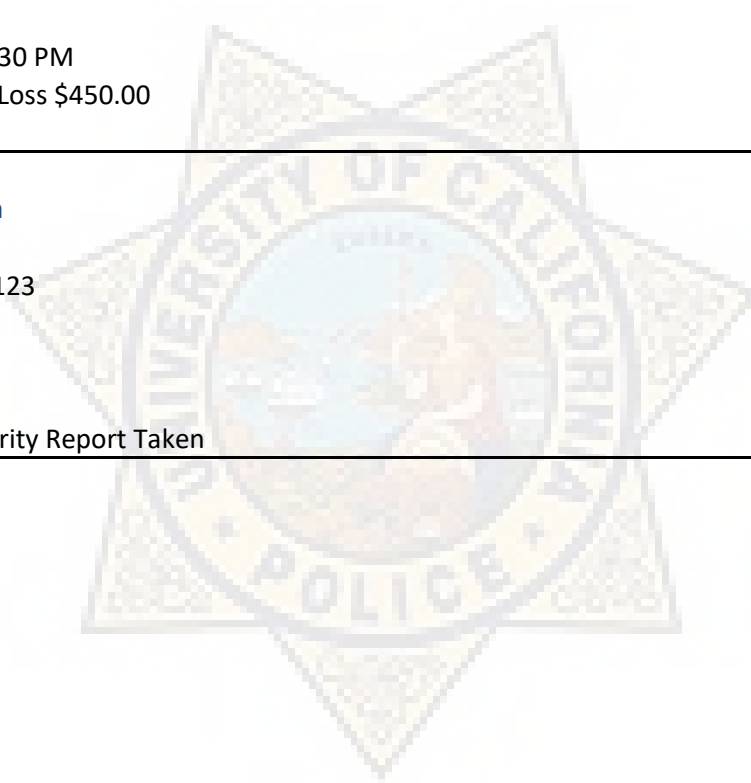 30 PM
Loss $450.00
123
rity Report Taken
UNIVERSITY OF CALIFORNIA
POLICE